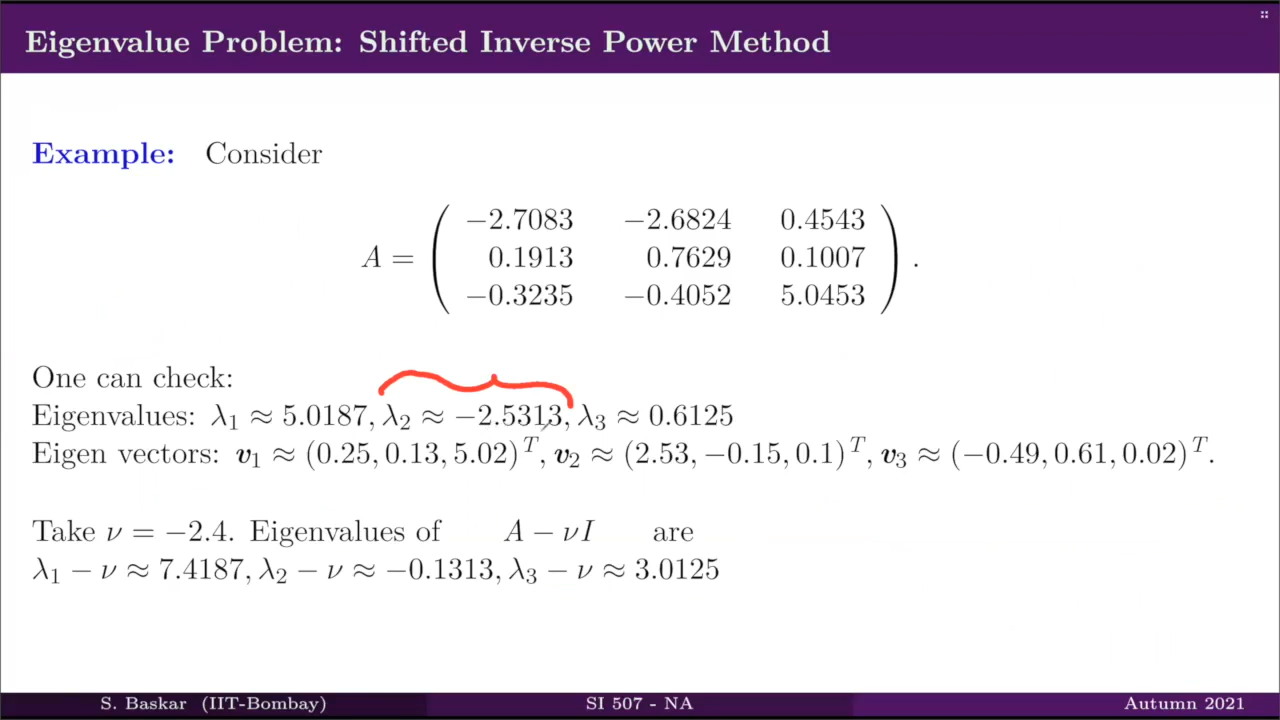 Eigenvalue Problem: Shifted Inverse Power Method
Example: Consider
A = ( −2.7083 −2.6824 0.4543
0.1913 0.7629 0.1007
−0.3235 −0.4052 5.0453 ) .
One can check:
Eigenvalues: λ₁ ≈ 5.0187, λ₂ ≈ −2.5313, λ₃ ≈ 0.6125
Eigen vectors: v₁ ≈ (0.25, 0.13, 5.02)ᵀ, v₂ ≈ (2.53, −0.15, 0.1)ᵀ, v₃ ≈ (−0.49, 0.61, 0.02)ᵀ.
Take ν = −2.4. Eigenvalues of A − νI are
λ₁ − ν ≈ 7.4187, λ₂ − ν ≈ −0.1313, λ₃ − ν ≈ 3.0125
S. Baskar (IIT-Bombay) SI 507 - NA Autumn 2021